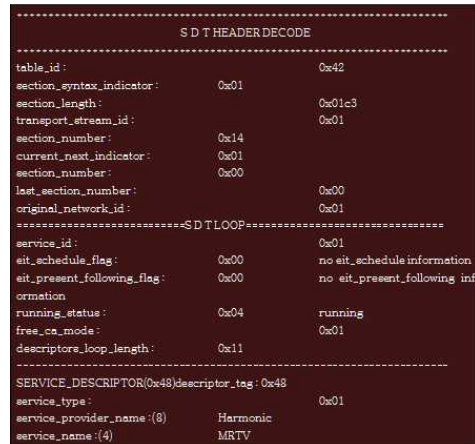 ************************************************************
S D T HEADER DECODE
************************************************************
table_id : 0x42
section_syntax_indicator : 0x01
section_length : 0x01c3
transport_stream_id : 0x01
section_number : 0x14
current_next_indicator : 0x01
section_number : 0x00
last_section_number : 0x00
original_network_id : 0x01
==========================S D T LOOP===============================
service_id : 0x01
eit_schedule_flag : 0x00 no eit_schedule information
eit_present_following_flag : 0x00 no eit_present_following inf
ormation
running_status : 0x04 running
free_ca_mode : 0x01
descriptors_loop_length : 0x11
--------------------------------------------------------------------
SERVICE_DESCRIPTOR(0x48)descriptor_tag : 0x48
service_type : 0x01
service_provider_name :(8) Harmonic
service_name :(4) MRTV